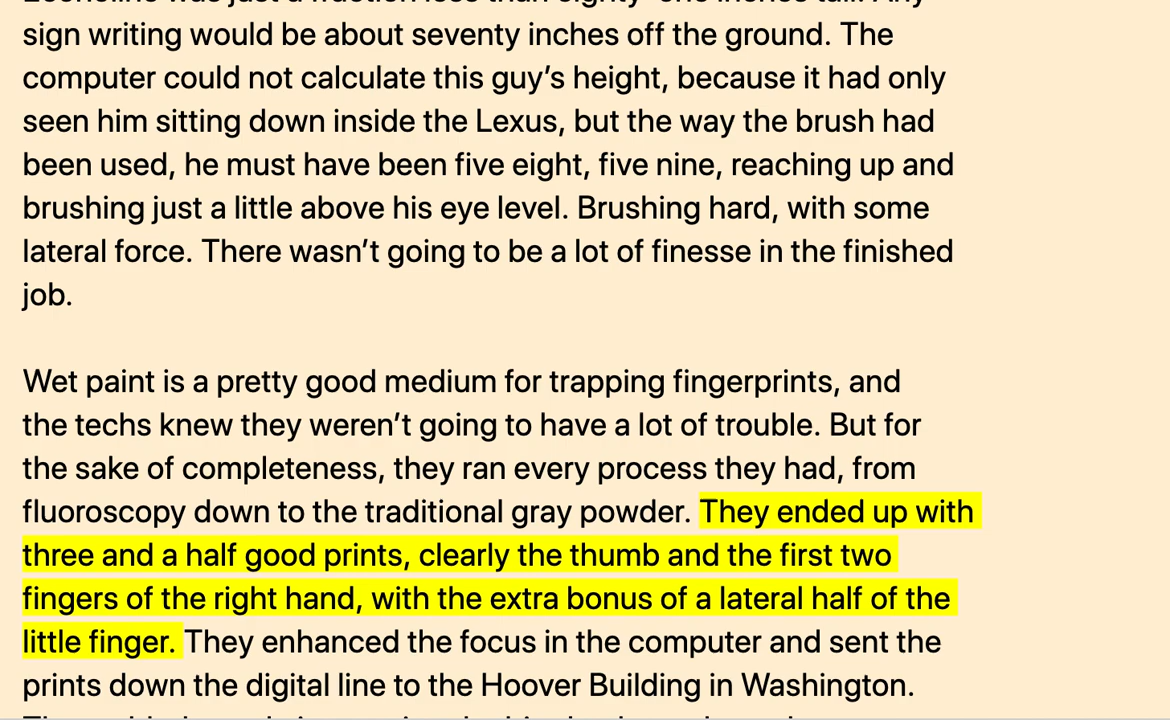 sign writing would be about seventy inches off the ground. The
computer could not calculate this guy’s height, because it had only
seen him sitting down inside the Lexus, but the way the brush had
been used, he must have been five eight, five nine, reaching up and
brushing just a little above his eye level. Brushing hard, with some
lateral force. There wasn’t going to be a lot of finesse in the finished
job.
Wet paint is a pretty good medium for trapping fingerprints, and
the techs knew they weren’t going to have a lot of trouble. But for
the sake of completeness, they ran every process they had, from
fluoroscopy down to the traditional gray powder. They ended up with
three and a half good prints, clearly the thumb and the first two
fingers of the right hand, with the extra bonus of a lateral half of the
little finger. They enhanced the focus in the computer and sent the
prints down the digital line to the Hoover Building in Washington.